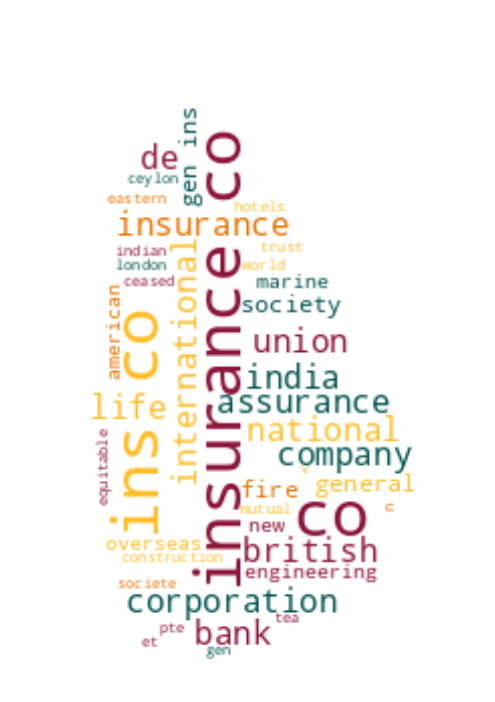 gen ins
insurance co
de
ceylon
eastern
hotels
insurance
indian
trust
london
world
ceased
marine
international
american
society
ins co
union
india
life
assurance
national
equitable
company
v
general
fire
mutual
c
co
new
overseas
british
construction
engineering
societe
corporation
tea
pte
bank
et
gen